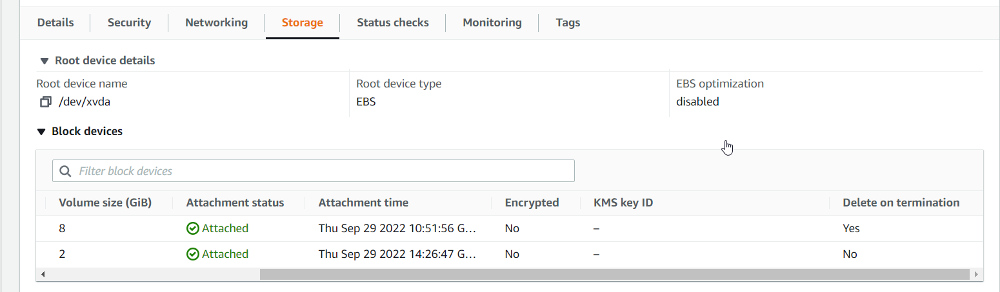 Details Security Networking Storage Status checks Monitoring Tags
Root device details
Root device name Root device type EBS optimization
/dev/xvda EBS disabled
Block devices
Filter block devices
Volume size (GiB) Attachment status Attachment time Encrypted KMS key ID Delete on termination
8 Attached Thu Sep 29 2022 10:51:56 G... No – Yes
2 Attached Thu Sep 29 2022 14:26:47 G... No – No